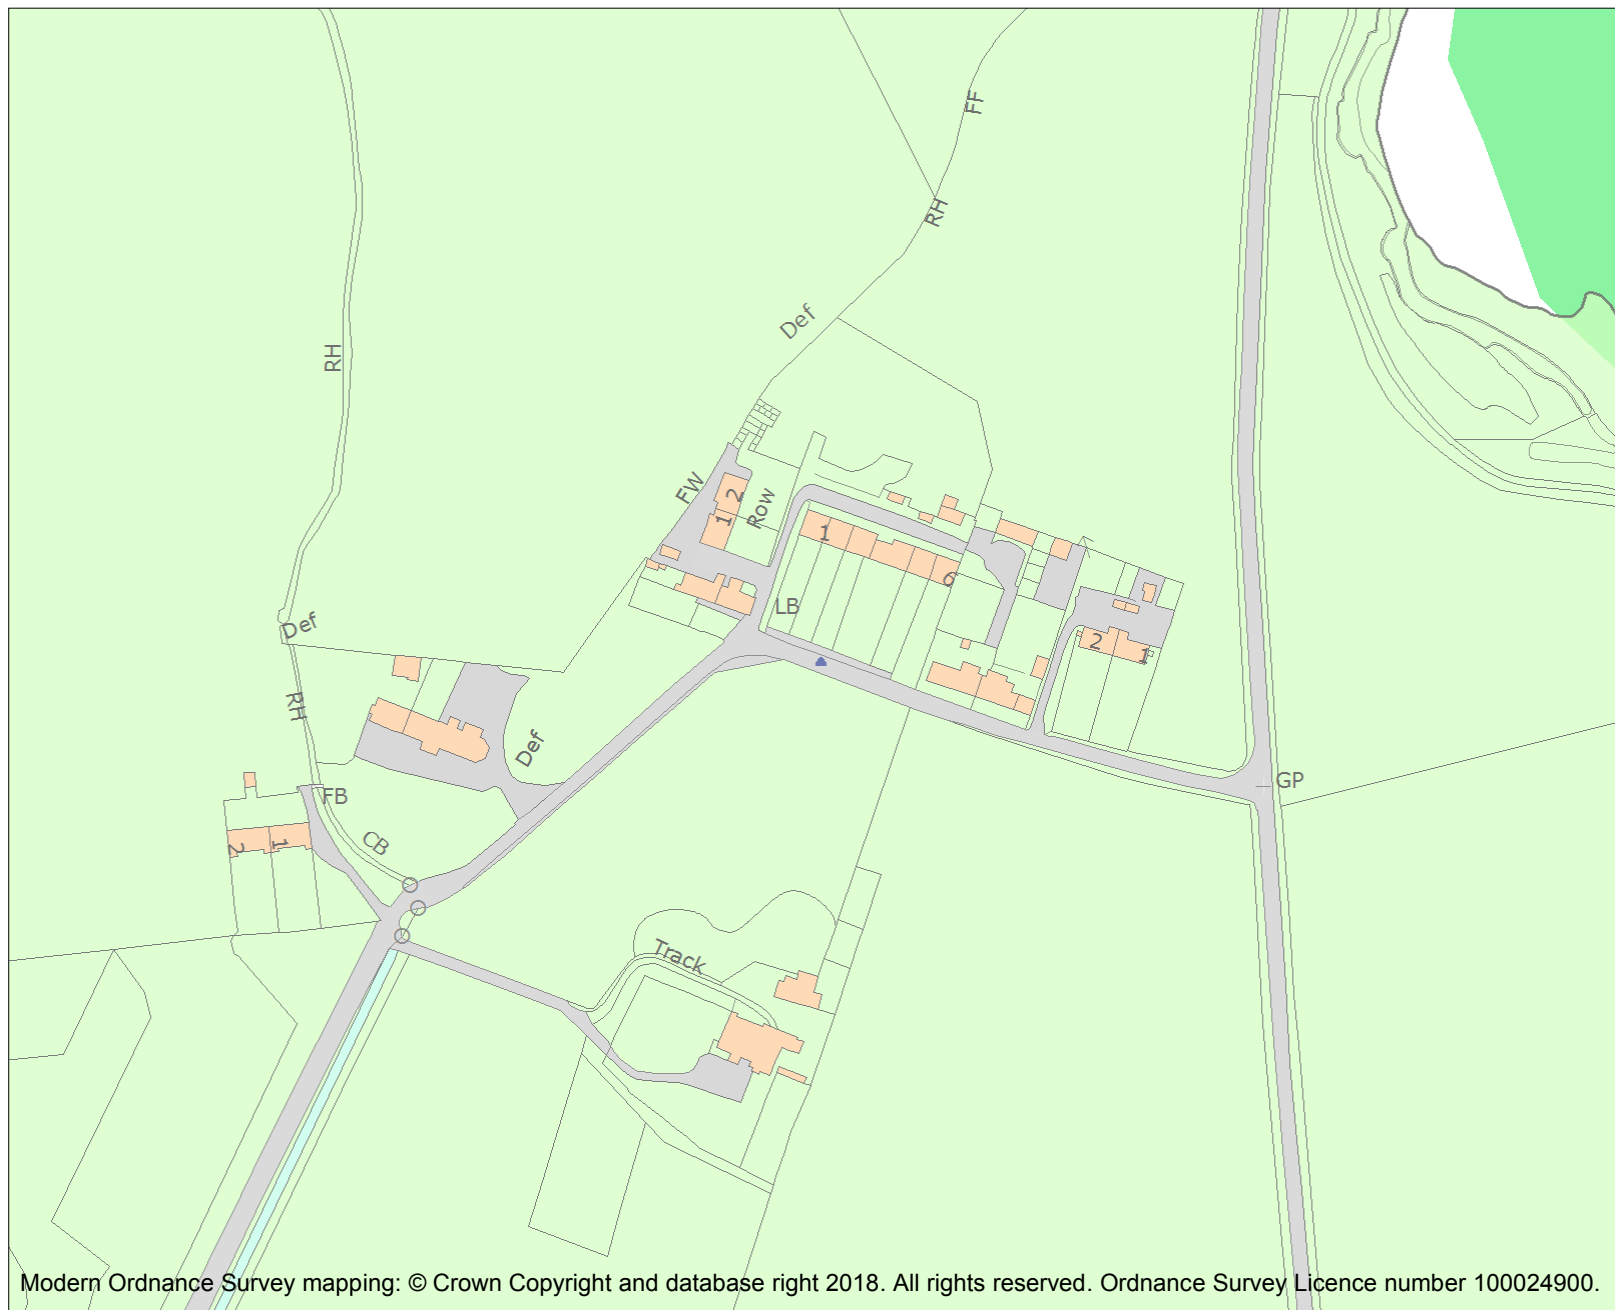 FF
RH
Def
RH
FW
2
1
Row
1
6
LB
Def
2
1
RH
Def
GP
FB
CB
2
1
Track
Modern Ordnance Survey mapping: © Crown Copyright and database right 2018. All rights reserved. Ordnance Survey Licence number 100024900.